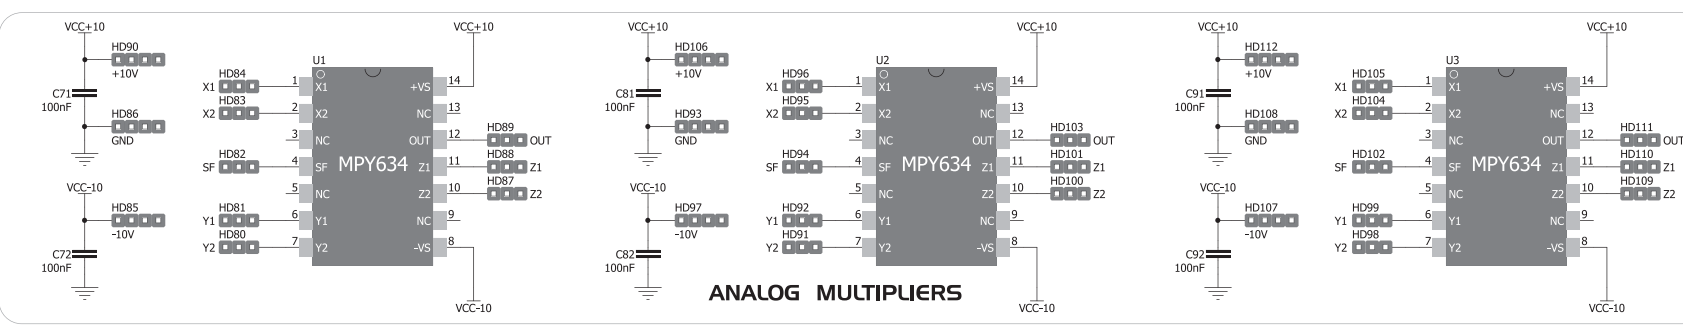 VCC+10
HD90
+10V
C71
100nF
HD86
GND
VCC-10
HD85
-10V
C72
100nF
U1
VCC+10
HD84
X1 1 X1 +VS 14
HD83
X2 2 X2 NC 13
3 NC OUT 12 HD89 OUT
HD82
SF 4 SF MPY634 Z1 11 HD88 Z1
5 NC Z2 10 HD87 Z2
HD81
Y1 6 Y1 NC 9
HD80
Y2 7 Y2 -VS 8
VCC-10
VCC+10
HD106
+10V
C81
100nF
HD93
GND
VCC-10
HD97
-10V
C82
100nF
U2
VCC+10
HD96
X1 1 X1 +VS 14
HD95
X2 2 X2 NC 13
3 NC OUT 12 HD103 OUT
HD94
SF 4 SF MPY634 Z1 11 HD101 Z1
5 NC Z2 10 HD100 Z2
HD92
Y1 6 Y1 NC 9
HD91
Y2 7 Y2 -VS 8
VCC-10
VCC+10
HD112
+10V
C91
100nF
HD108
GND
VCC-10
HD107
-10V
C92
100nF
U3
VCC+10
HD105
X1 1 X1 +VS 14
HD104
X2 2 X2 NC 13
3 NC OUT 12 HD111 OUT
HD102
SF 4 SF MPY634 Z1 11 HD110 Z1
5 NC Z2 10 HD109 Z2
HD99
Y1 6 Y1 NC 9
HD98
Y2 7 Y2 -VS 8
VCC-10
ANALOG MULTIPLIERS